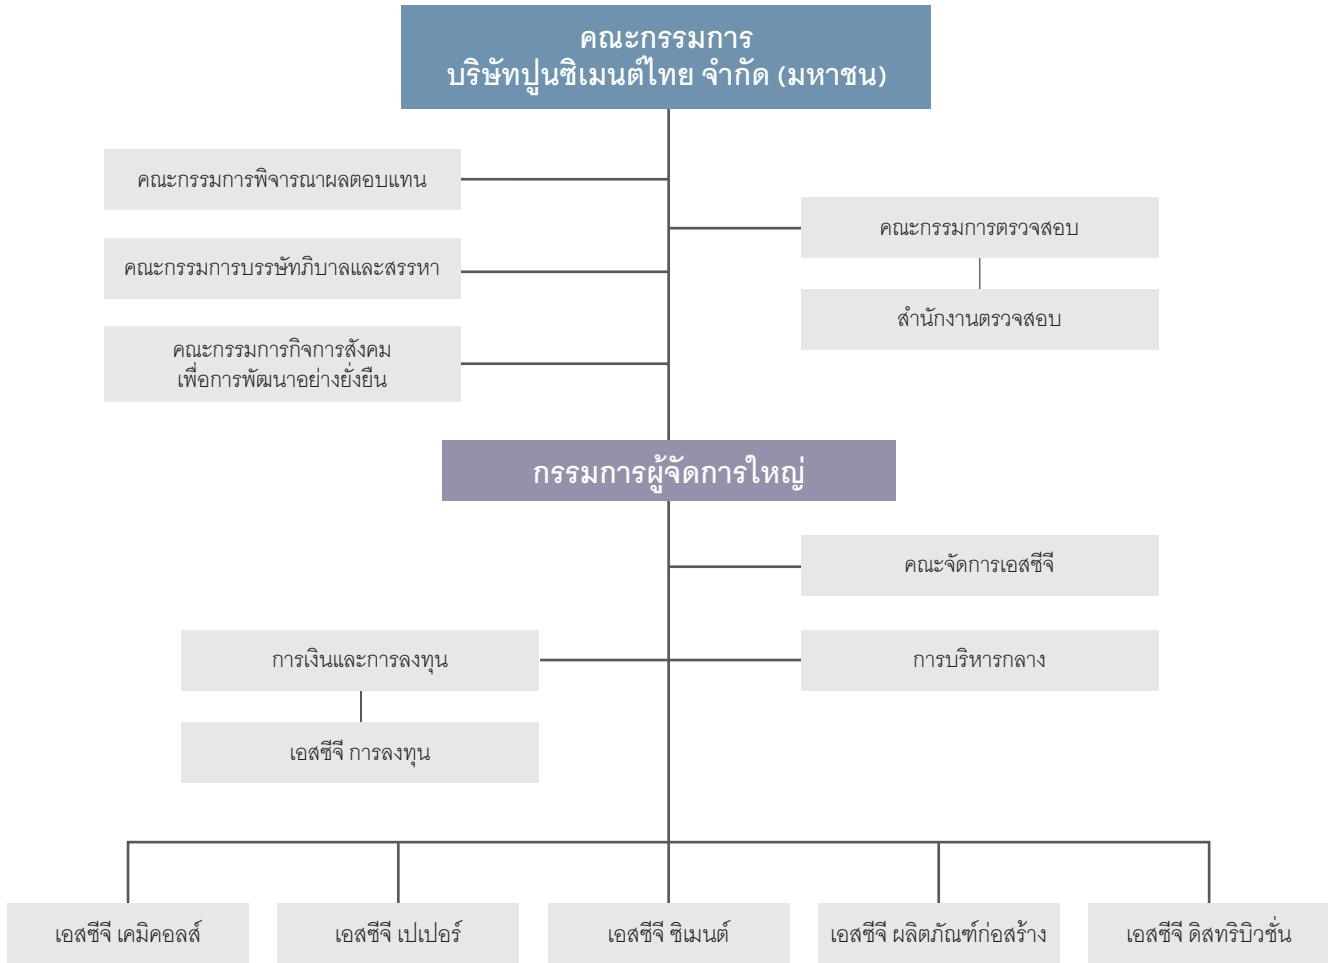 คณะกรรมการ
บริษัทปูนซิเมนต์ไทย จำกัด (มหาชน)
คณะกรรมการพิจารณาผลตอบแทน
คณะกรรมการตรวจสอบ
คณะกรรมการบรรษัทภิบาลและสรรหา
สำนักงานตรวจสอบ
คณะกรรมการกิจการสังคม
เพื่อการพัฒนาอย่างยั่งยืน
กรรมการผู้จัดการใหญ่
คณะจัดการเอสซีจี
การเงินและการลงทุน
การบริหารกลาง
เอสซีจี การลงทุน
เอสซีจี เคมิคอลส์
เอสซีจี เปเปอร์
เอสซีจี ซิเมนต์
เอสซีจี ผลิตภัณฑ์ก่อสร้าง
เอสซีจี ดิสทริบิวชั่น